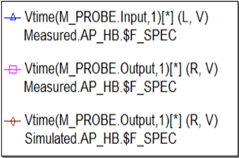 Vtime(M_PROBE.Input,1)[*] (L, V)
Measured.AP_HB.$F_SPEC
Vtime(M_PROBE.Output,1)[*] (R, V)
Measured.AP_HB.$F_SPEC
Vtime(M_PROBE.Output,1)[*] (R, V)
Simulated.AP_HB.$F_SPEC